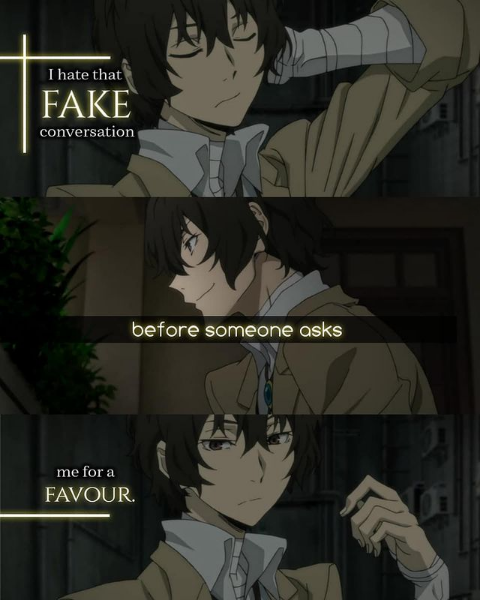 I hate that
FAKE
conversation
before someone asks
me for a
FAVOUR.